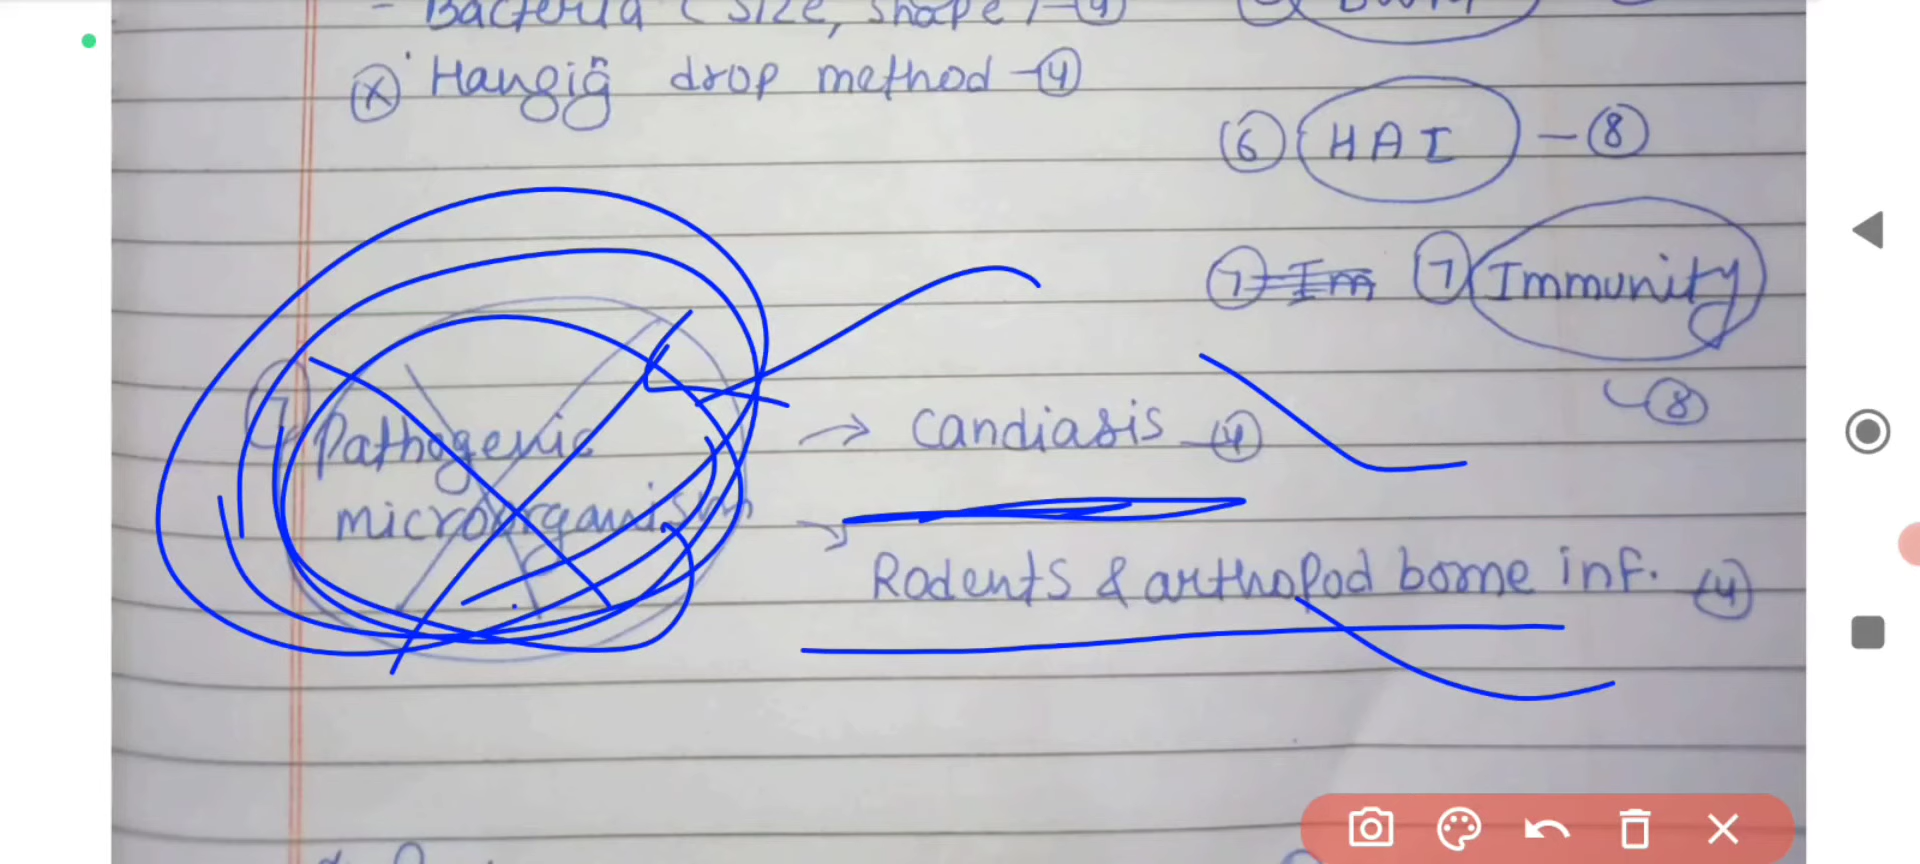 - Bacteria (size, shape) - 4
x Hangig drop method - 4
6 HAI - 8
7 Im 7 Immunity
- 8
7 Pathogenic
microorganism
→ Candiasis - 4
→ Rodents & arthopod borne inf. - 4